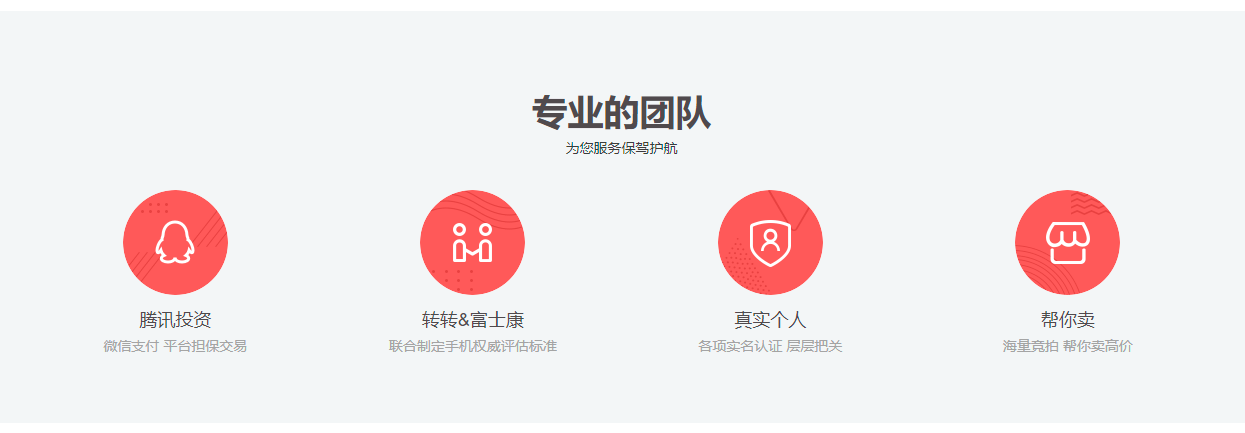 专业的团队
为您服务保驾护航
腾讯投资
微信支付 平台担保交易
转转&富士康
联合制定手机权威评估标准
真实个人
各项实名认证 层层把关
帮你卖
海量竞拍 帮你卖高价